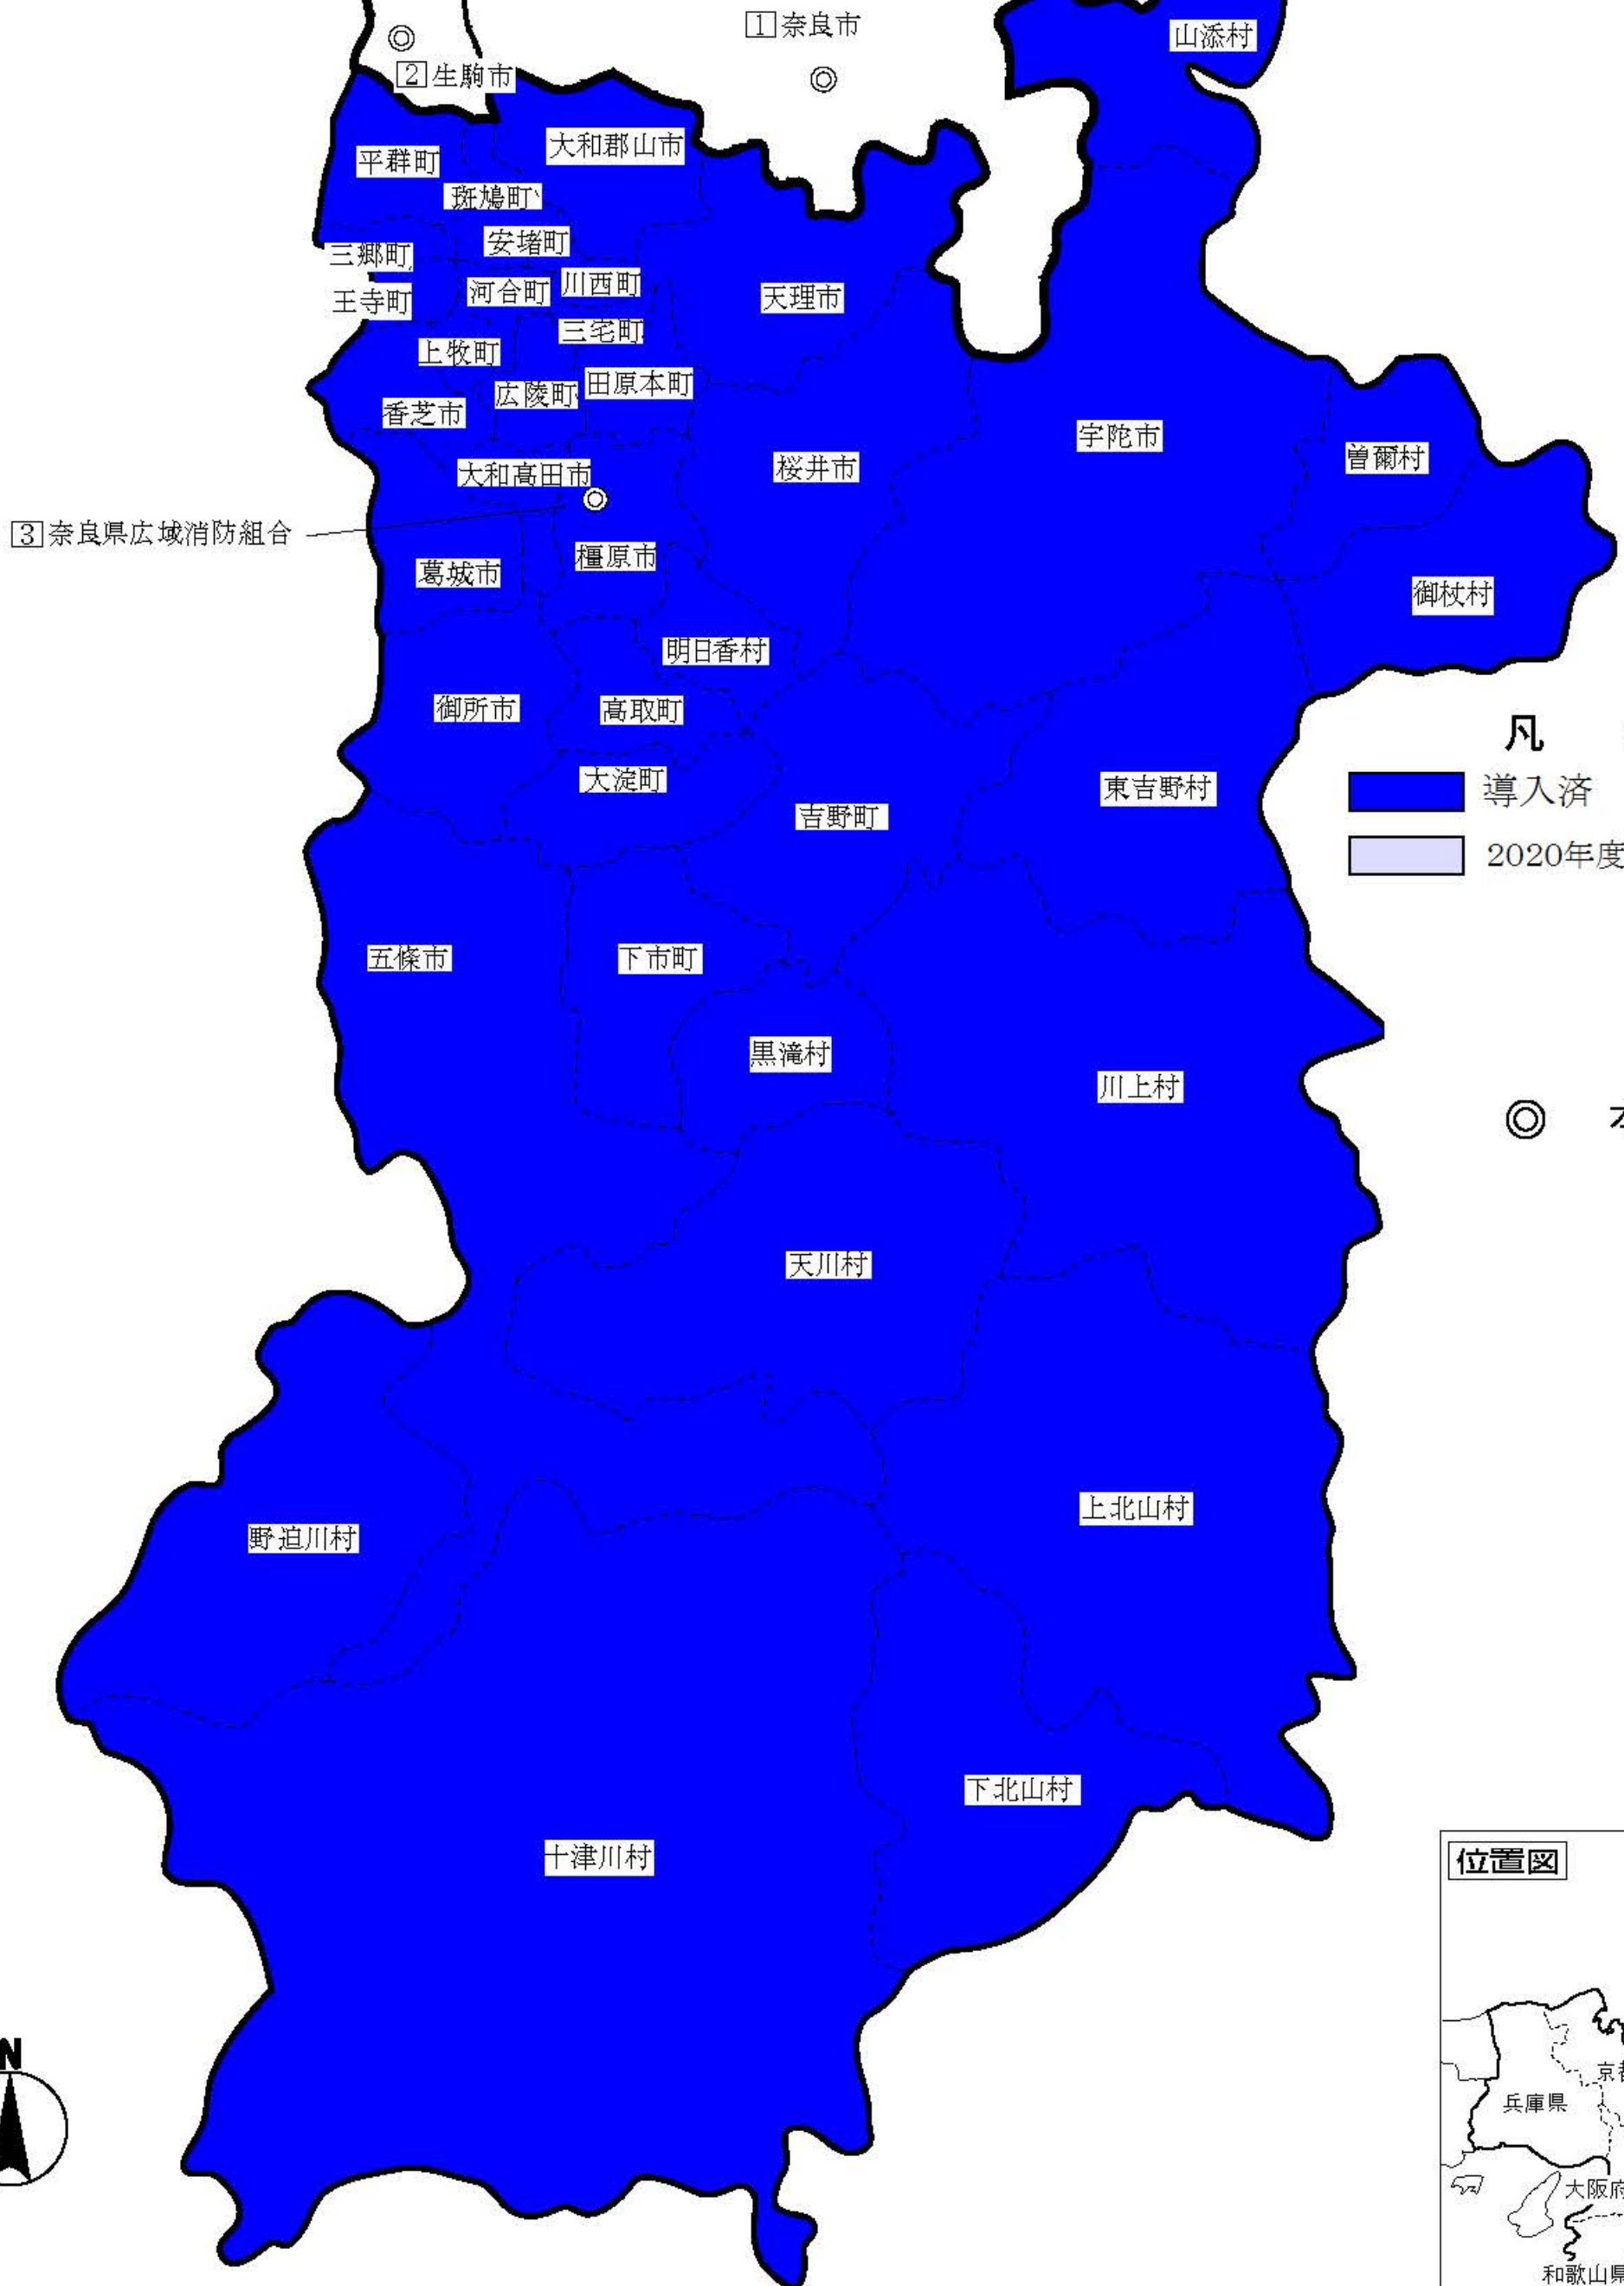 1 奈良市
山添村
2 生駒市
大和郡山市
平群町
斑鳩町
安堵町
三郷町
川西町
河合町
天理市
王寺町
三宅町
上牧町
田原本町
広陵町
香芝市
宇陀市
曽爾村
桜井市
大和高田市
3 奈良県広域消防組合
橿原市
葛城市
御杖村
明日香村
御所市
高取町
凡
大淀町
東吉野村
導入済
吉野町
2020年度
五條市
下市町
黒滝村
川上村
天川村
上北山村
野迫川村
下北山村
十津川村
位置図
N
兵庫県
大阪府
和歌山県